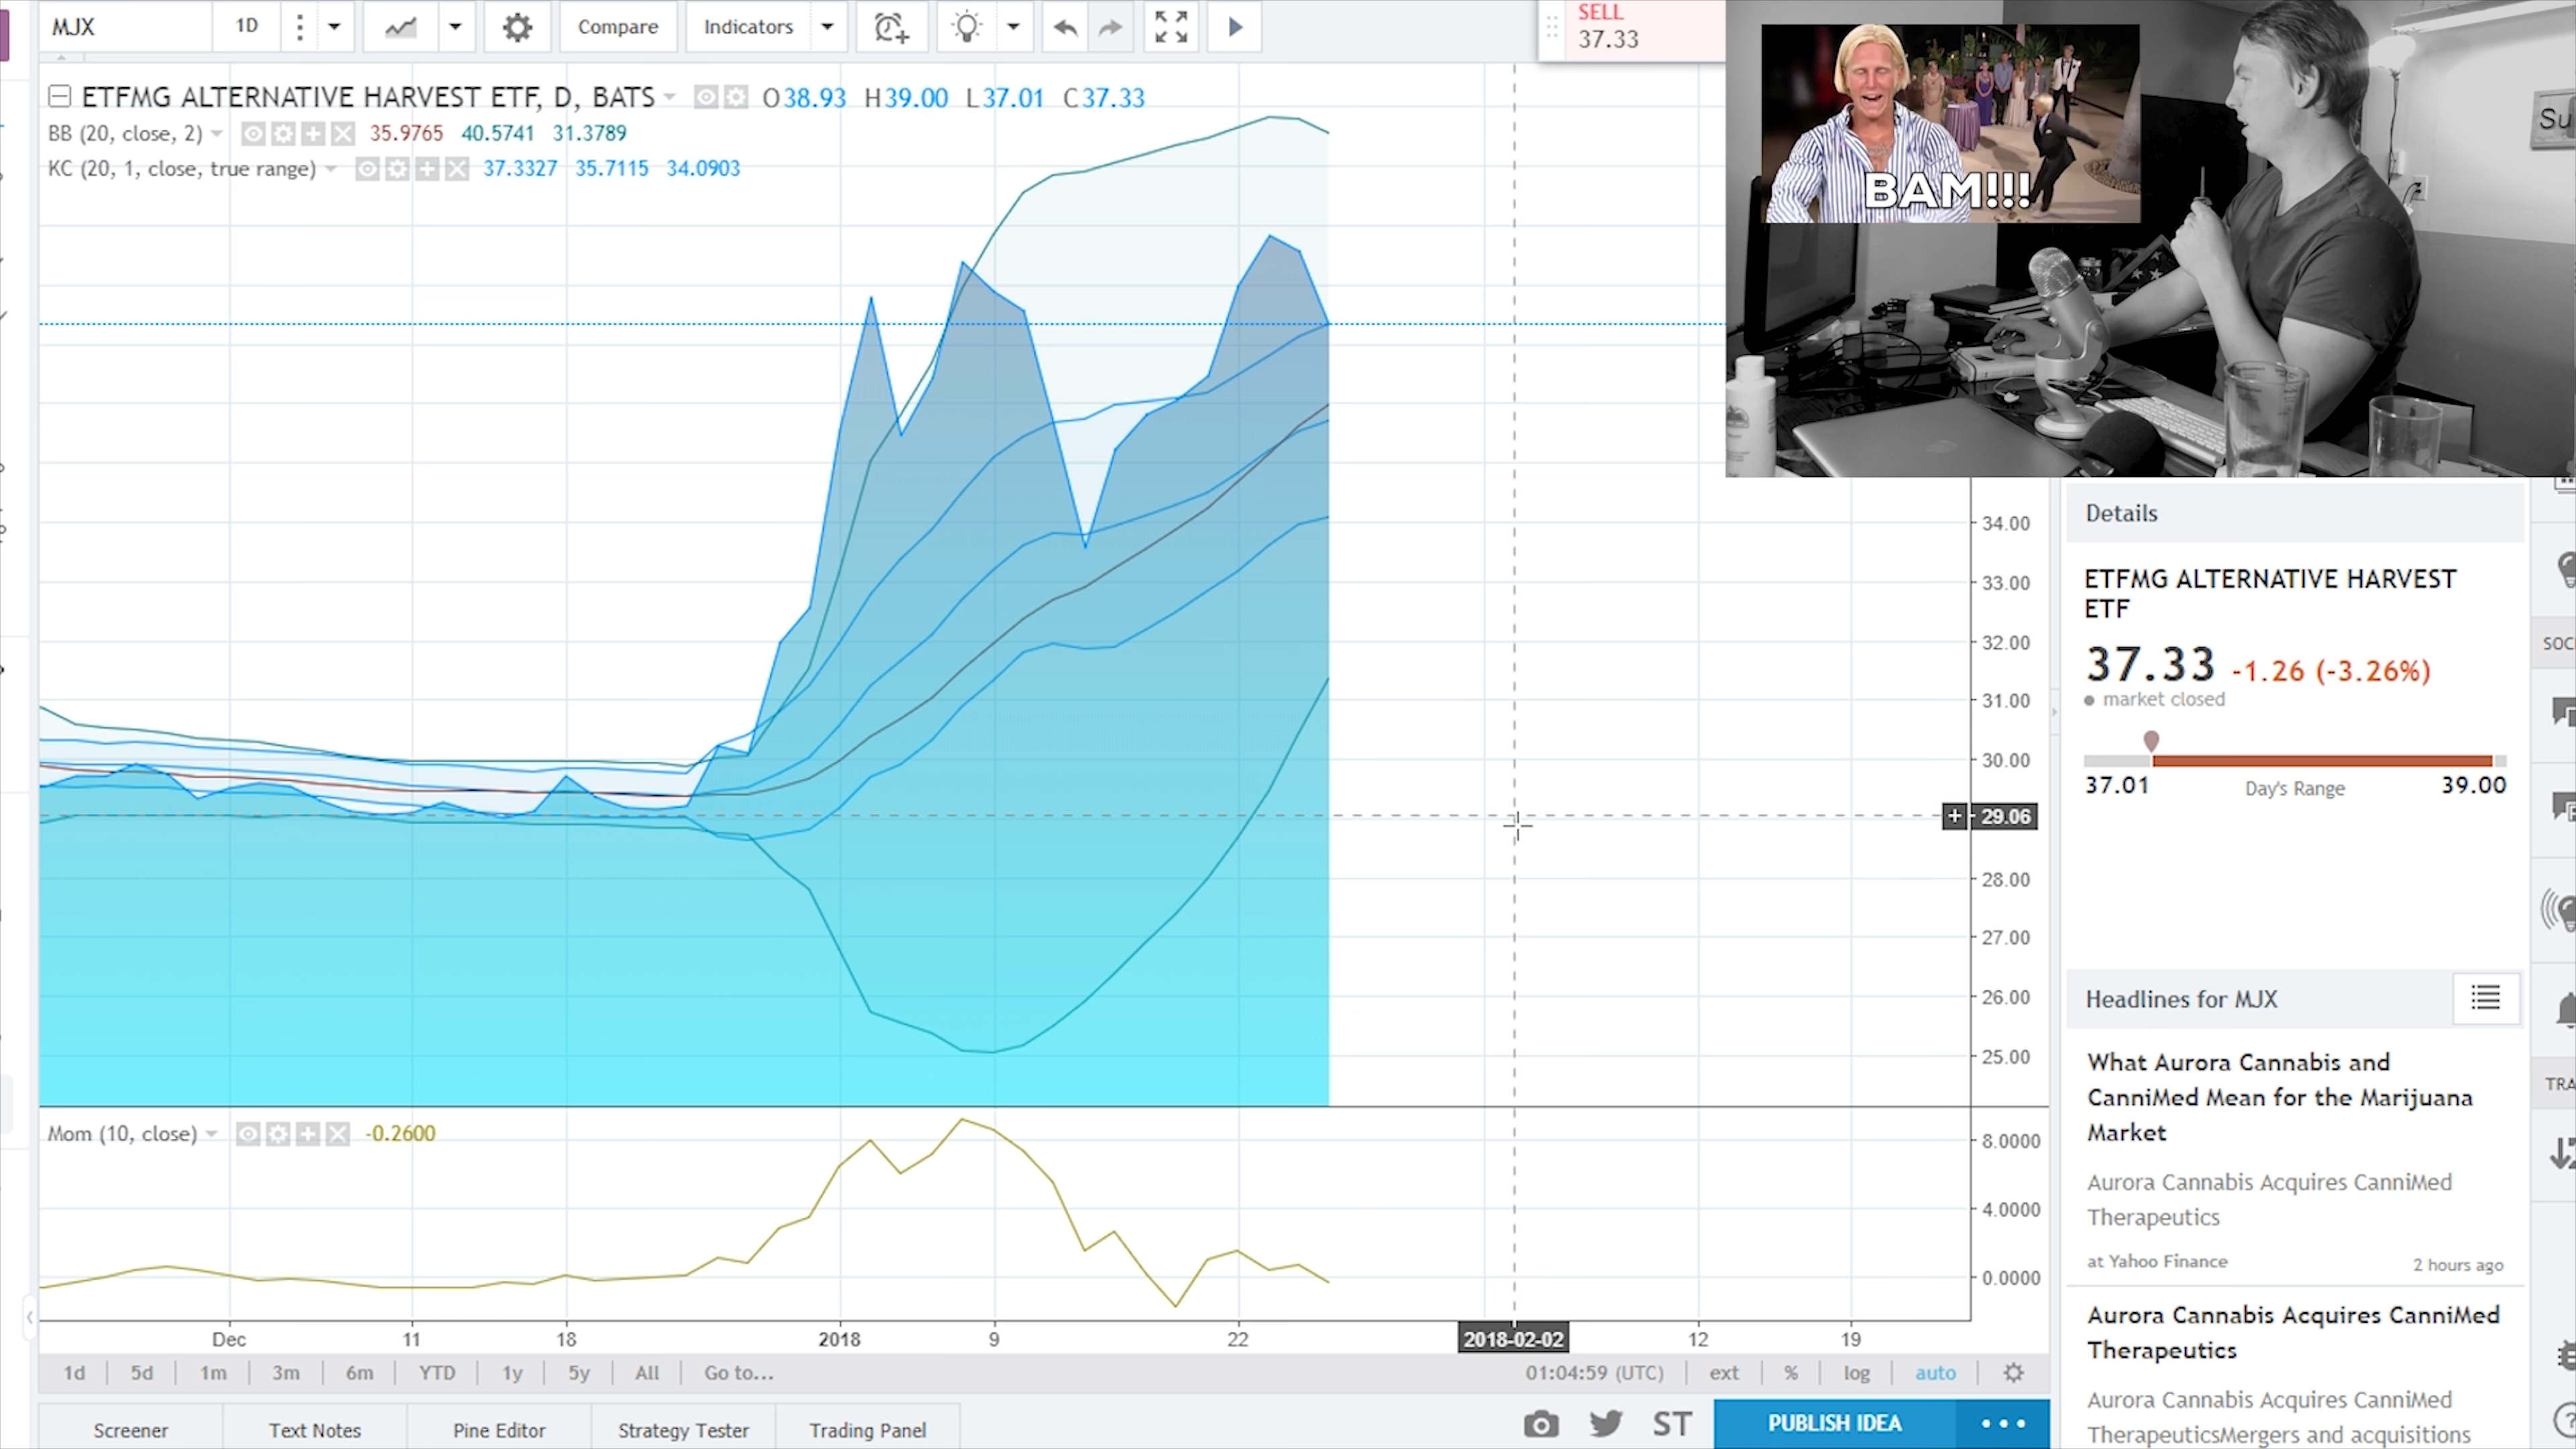 MJX
1D
Compare
Indicators
SELL
37.33
ETFMG ALTERNATIVE HARVEST ETF, D, BATS
O38.93 H39.00 L37.01 C37.33
BB (20, close, 2)
35.9765 40.5741 31.3789
KC (20, 1, close, true range)
37.3327 35.7115 34.0903
BAM!!!
Su
34.00
33.00
32.00
31.00
30.00
29.06
28.00
27.00
26.00
25.00
Mom (10, close)
-0.2600
8.0000
4.0000
0.0000
Dec
11
18
2018
9
22
2018-02-02
12
19
1d
5d
1m
3m
6m
YTD
1y
5y
All
Go to...
01:04:59 (UTC)
ext
%
log
auto
Screener
Text Notes
Pine Editor
Strategy Tester
Trading Panel
ST
PUBLISH IDEA
Details
ETFMG ALTERNATIVE HARVEST
ETF
37.33 -1.26 (-3.26%)
market closed
37.01 Day's Range 39.00
Headlines for MJX
What Aurora Cannabis and
CanniMed Mean for the Marijuana
Market
Aurora Cannabis Acquires CanniMed
Therapeutics
at Yahoo Finance
2 hours ago
Aurora Cannabis Acquires CanniMed
Therapeutics
Aurora Cannabis Acquires CanniMed
TherapeuticsMergers and acquisitions
SOC
TRA